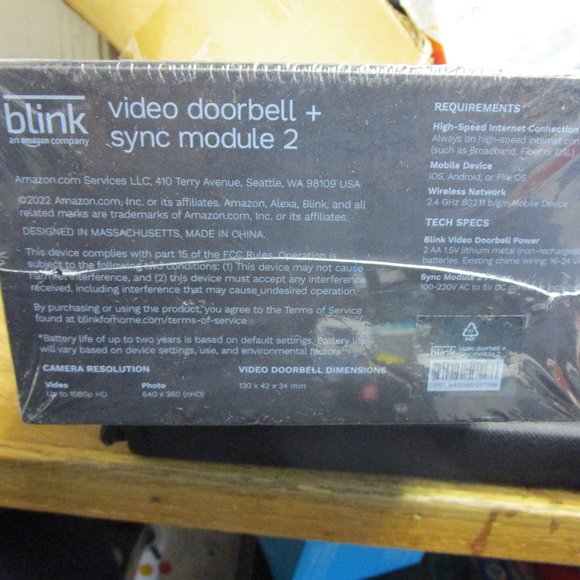 blink
an amazon company
video doorbell +
sync module 2
Amazon.com Services LLC, 410 Terry Avenue, Seattle, WA 98109 USA
©2022 Amazon.com, Inc. or its affiliates. Amazon, Alexa, Blink, and all
related marks are trademarks of Amazon.com, Inc. or its affiliates.
DESIGNED IN MASSACHUSETTS, MADE IN CHINA.
This device complies with part 15 of the FCC Rules. Operation is
subject to the following two conditions: (1) This device may not cause
harmful interference, and (2) this device must accept any interference
received, including interference that may cause undesired operation.
By purchasing or using the product, you agree to the Terms of Service
found at blinkforhome.com/terms-of-service
*Battery life of up to two years is based on default settings. Battery life
will vary based on device settings, use, and environmental factors
CAMERA RESOLUTION
Video
Up to 1080p HD
Photo
640 x 360 (nHD)
VIDEO DOORBELL DIMENSIONS
130 x 42 x 34 mm
REQUIREMENTS
High-Speed Internet Connection
Always on high-speed internet
(such as Broadband, Fiber or DSL)
Mobile Device
iOS, Android, or Fire OS
Wireless Network
2.4 GHz 802.11 b/g/n Mobile Device
TECH SPECS
Blink Video Doorbell Power
2 AA 1.5V lithium metal (non-rechargeable)
batteries. Existing chime wiring: 16-24
Sync Module 2
100-220V AC to 5V DC
blink
video doorbell +
sync module 2